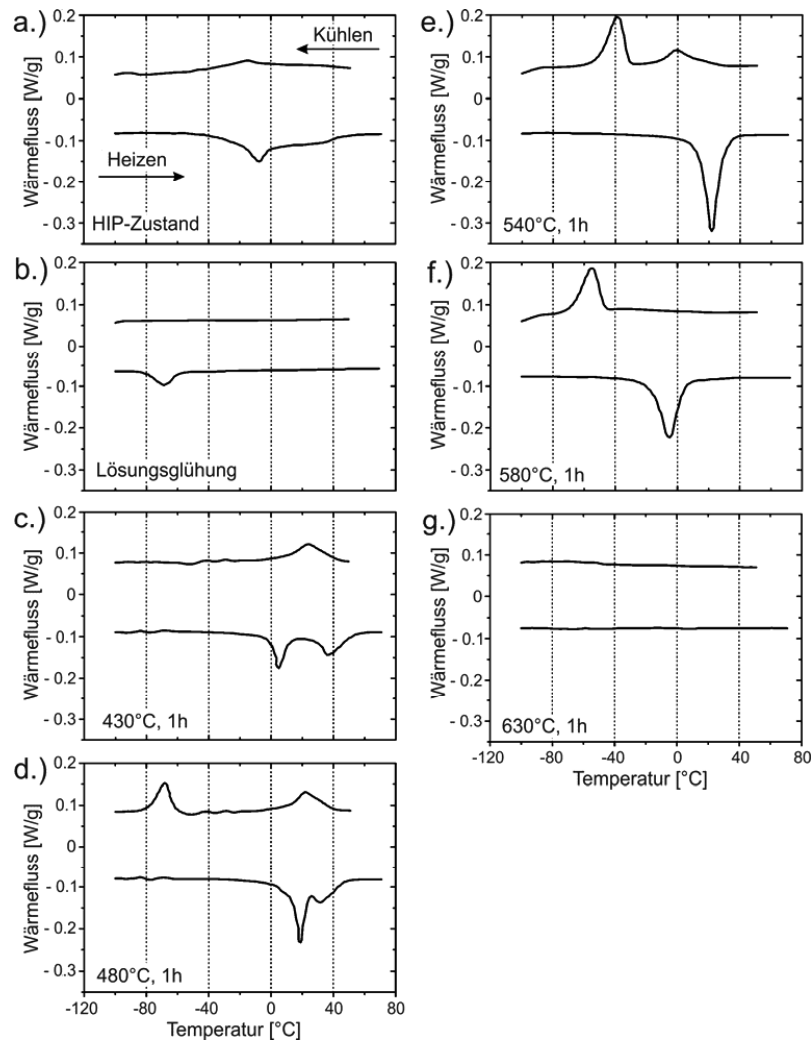 a.)
0.2
0.1
0
- 0.1
- 0.2
- 0.3
Wärmefluss [W/g]
Kühlen
Heizen
HIP-Zustand
b.)
0.2
0.1
0
- 0.1
- 0.2
- 0.3
Wärmefluss [W/g]
Lösungsglühung
c.)
0.2
0.1
0
- 0.1
- 0.2
- 0.3
Wärmefluss [W/g]
430°C, 1h
d.)
0.2
0.1
0
- 0.1
- 0.2
- 0.3
Wärmefluss [W/g]
480°C, 1h
-120 -80 -40 0 40 80
Temperatur [°C]
e.)
0.2
0.1
0
- 0.1
- 0.2
- 0.3
Wärmefluss [W/g]
540°C, 1h
f.)
0.2
0.1
0
- 0.1
- 0.2
- 0.3
Wärmefluss [W/g]
580°C, 1h
g.)
0.2
0.1
0
- 0.1
- 0.2
- 0.3
Wärmefluss [W/g]
630°C, 1h
-120 -80 -40 0 40 80
Temperatur [°C]